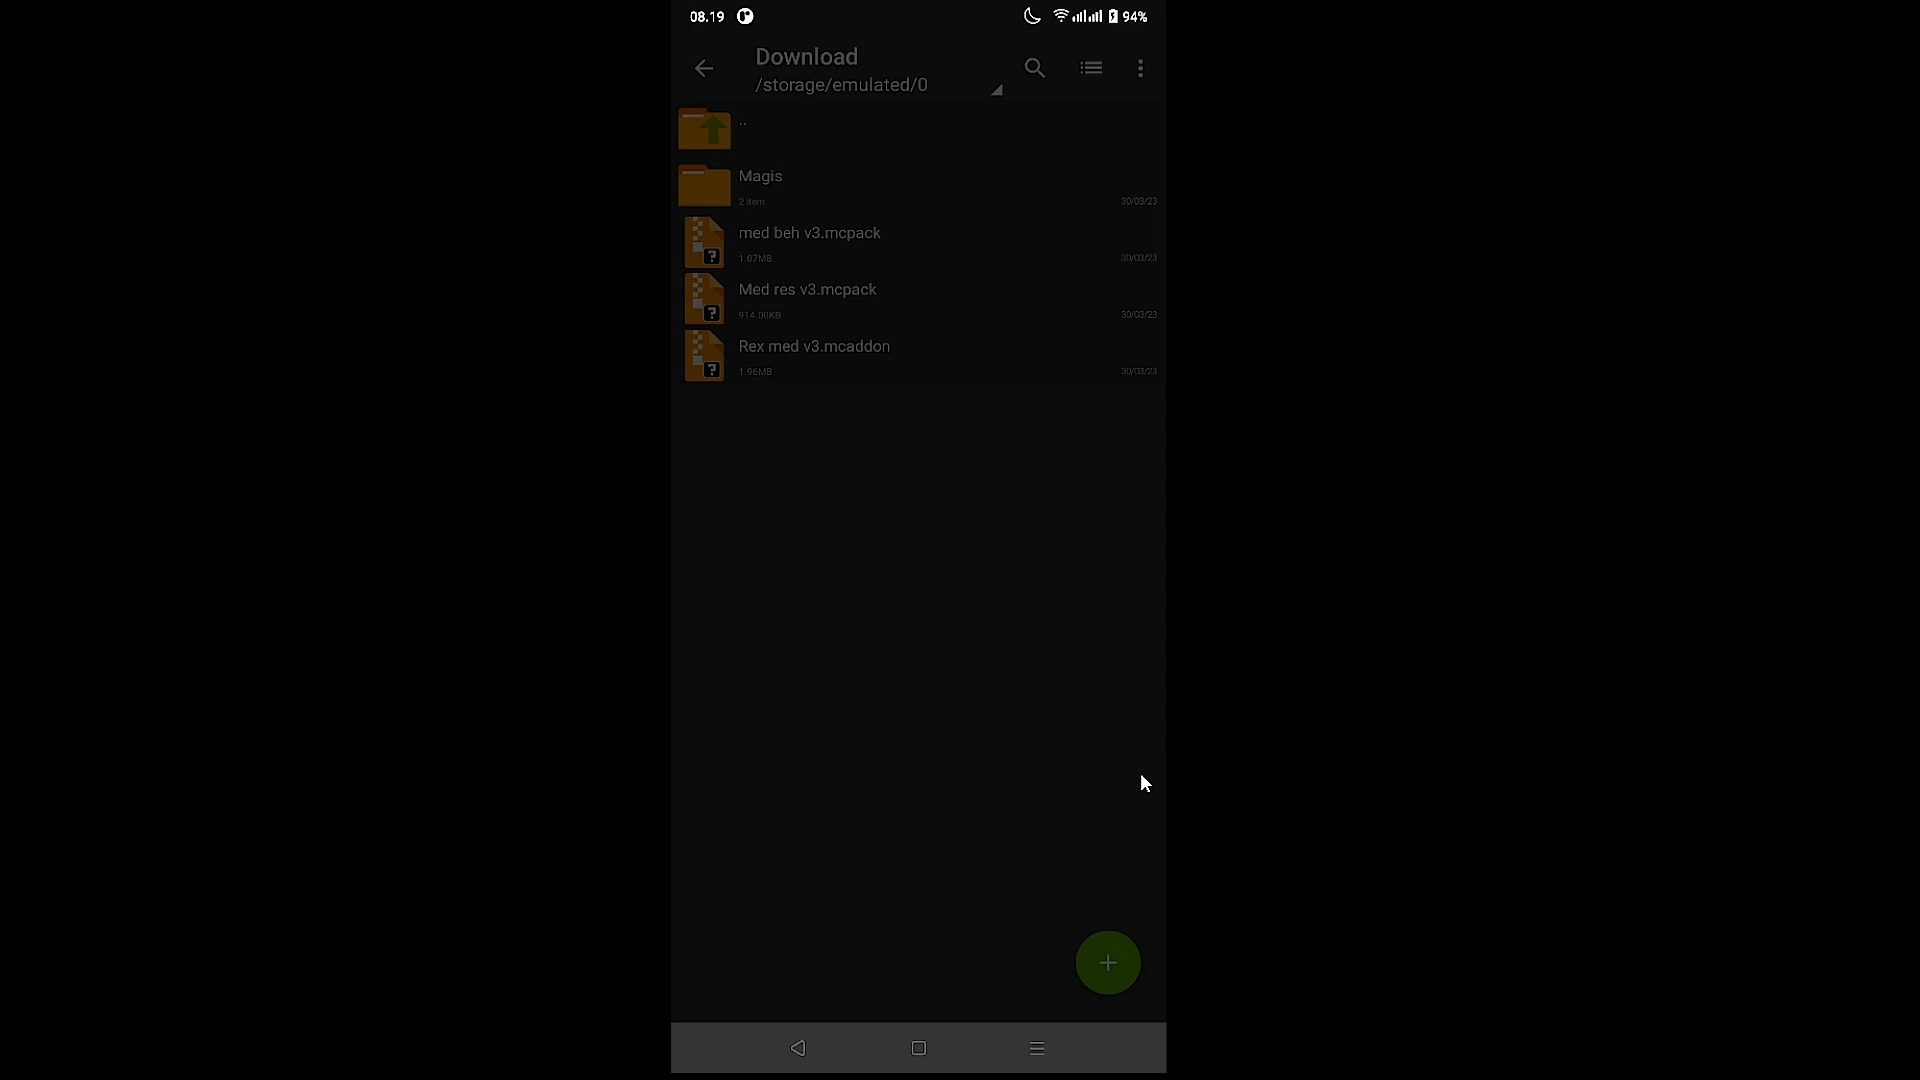 08.19
94%
Download
/storage/emulated/0
..
Magis
2 item
30/03/23
med beh v3.mcpack
1.07MB
30/03/23
Med res v3.mcpack
914.00KB
30/03/23
Rex med v3.mcaddon
1.96MB
30/03/23